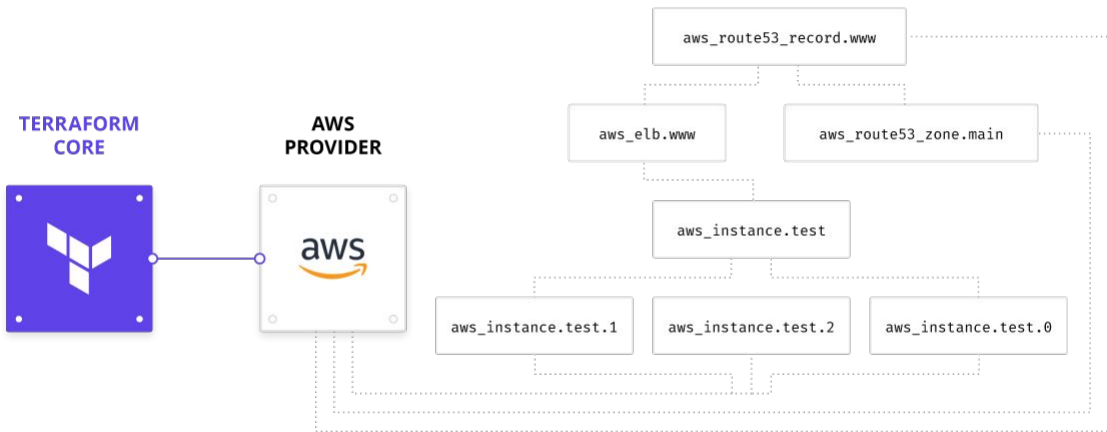 aws_route53_record.www
TERRAFORM
CORE
AWS
PROVIDER
aws_elb.www
aws_route53_zone.main
aws
aws_instance.test
aws_instance.test.1
aws_instance.test.2
aws_instance.test.0